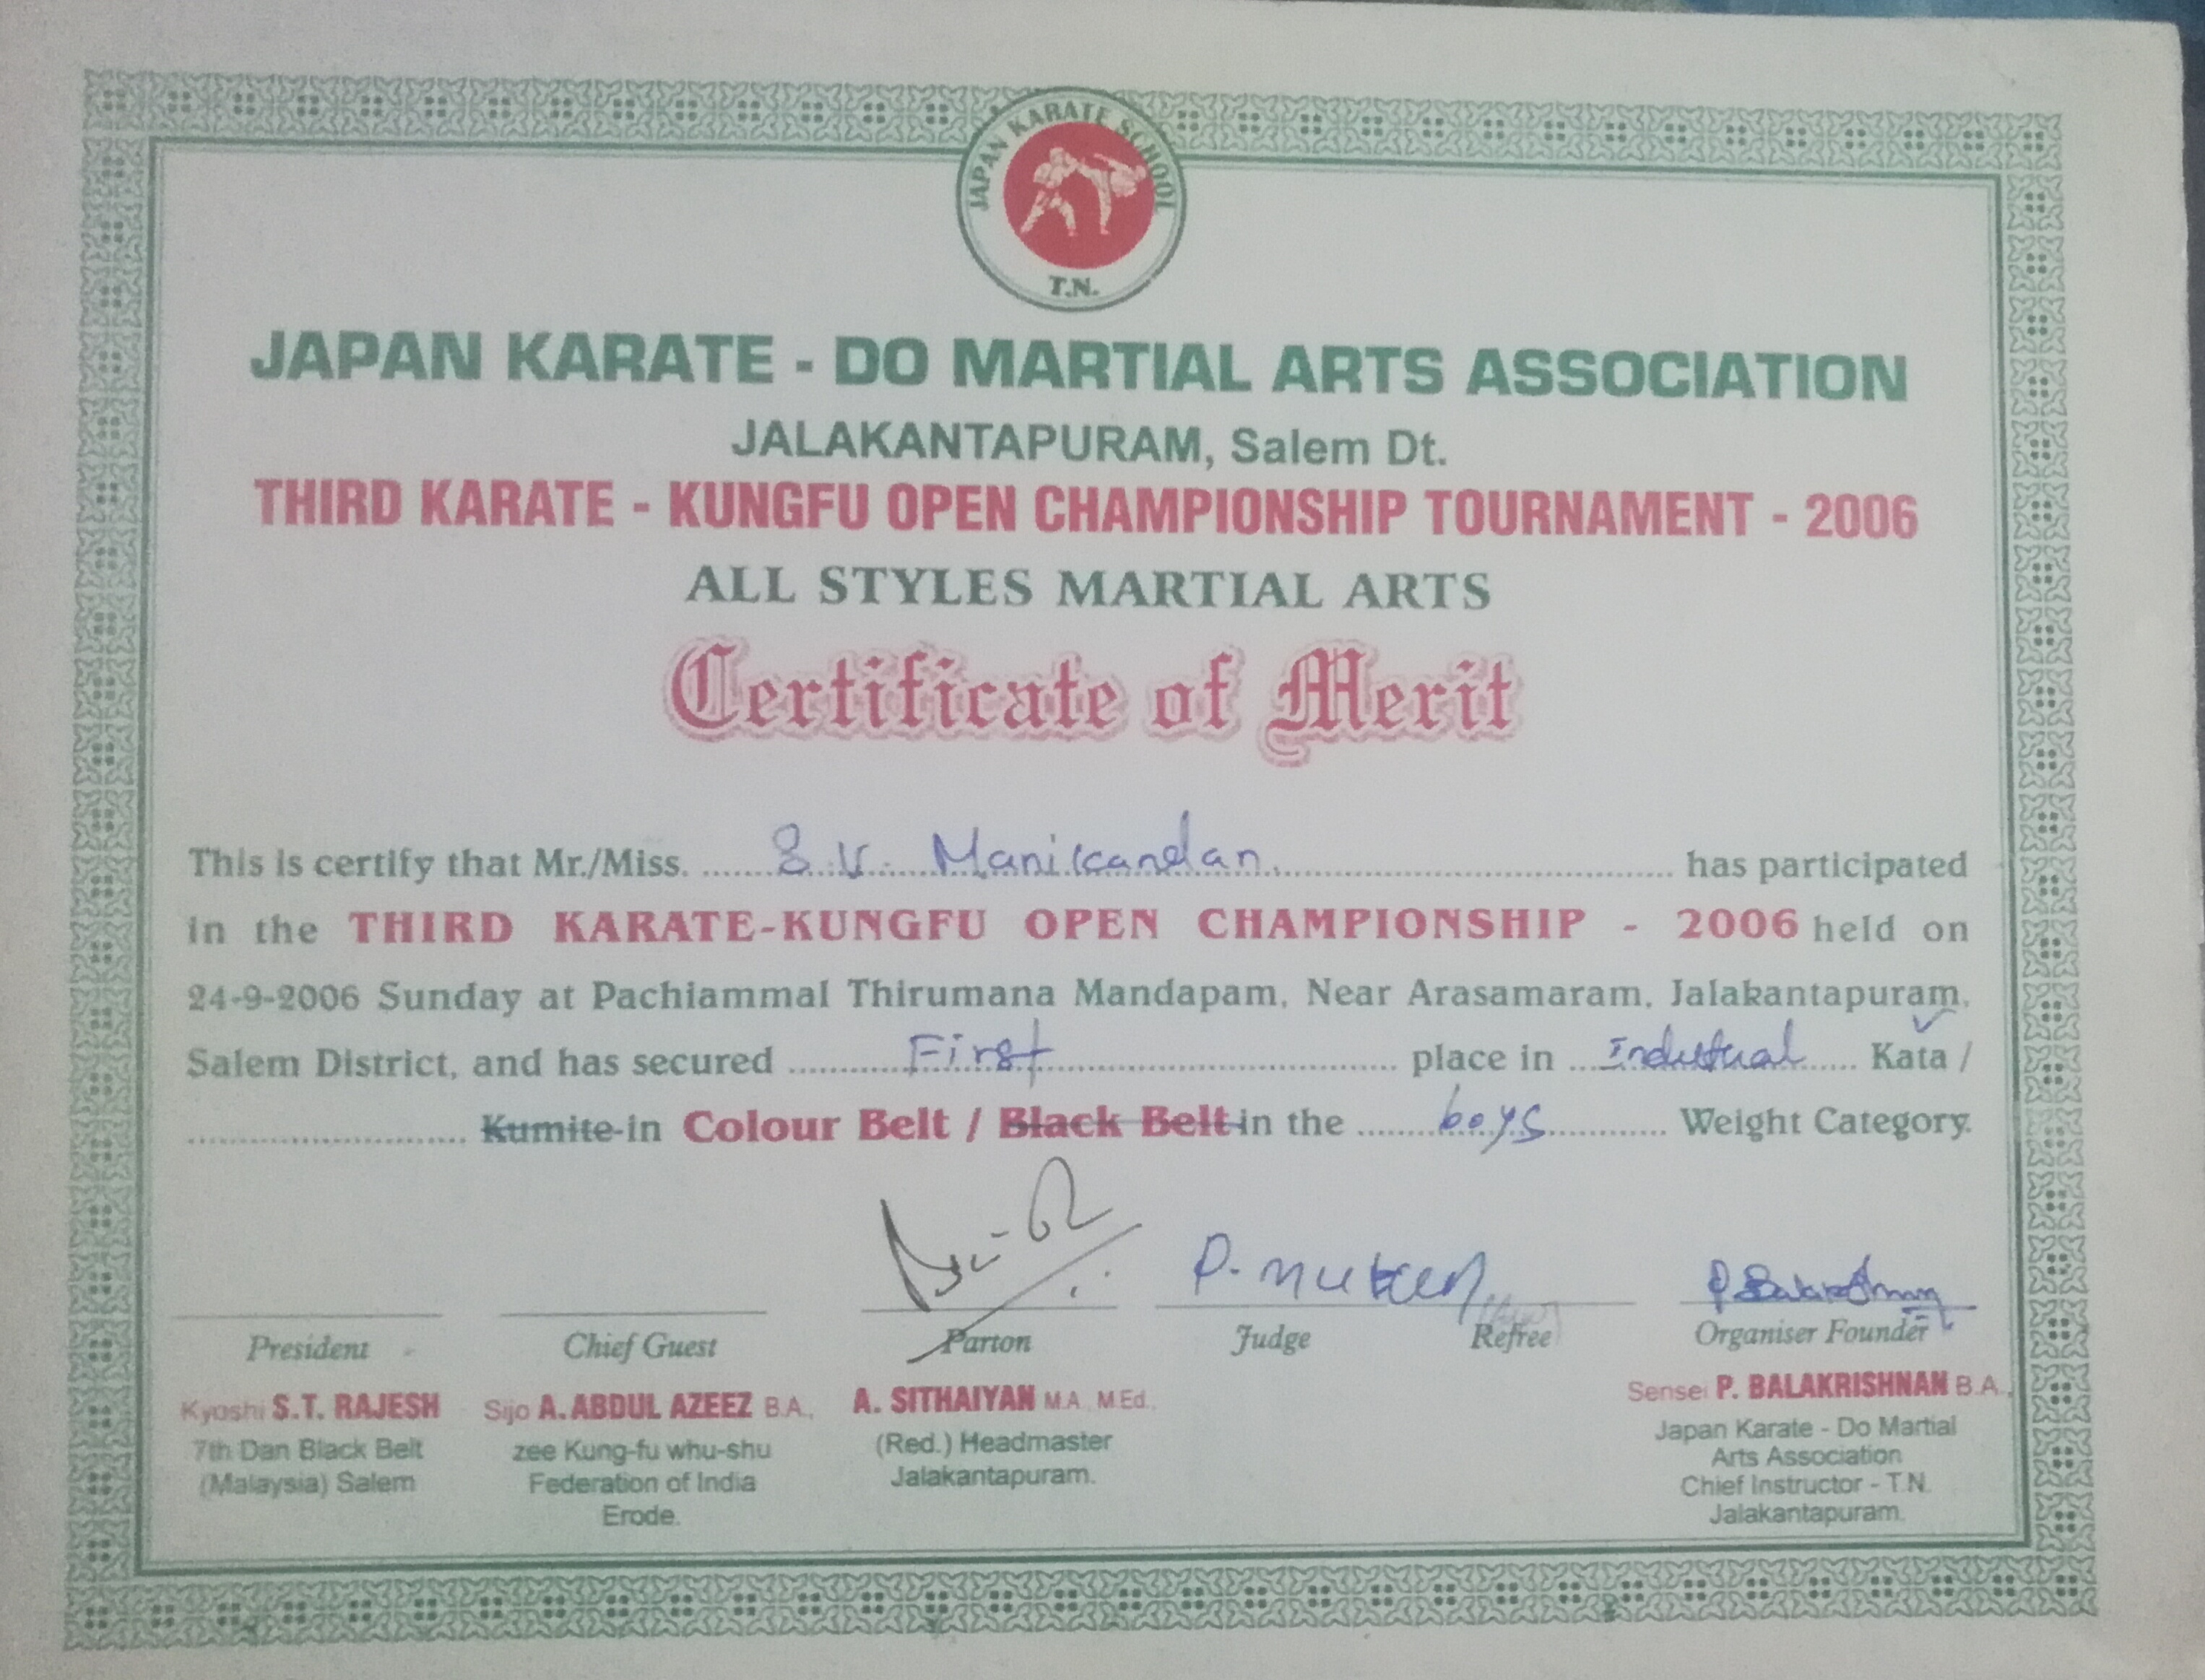 JAPAN KARATE SCHOOL
T.N.
JAPAN KARATE - DO MARTIAL ARTS ASSOCIATION
JALAKANTAPURAM, Salem Dt.
THIRD KARATE - KUNGFU OPEN CHAMPIONSHIP TOURNAMENT - 2006
ALL STYLES MARTIAL ARTS
Certificate of Merit
This is certify that Mr./Miss. S.V. Manikandan has participated
in the THIRD KARATE-KUNGFU OPEN CHAMPIONSHIP - 2006 held on
24-9-2006 Sunday at Pachiammal Thirumana Mandapam, Near Arasamaram, Jalakantapuram,
Salem District, and has secured First place in Kata /
Kumite in Colour Belt / Black Belt in the boys Weight Category.
P. Balakrishnan
President Chief Guest Parton Judge Refree Organiser Founder
Kyoshi S.T. RAJESH
7th Dan Black Belt
(Malaysia) Salem
Sijo A. ABDUL AZEEZ B.A.,
zee Kung-fu whu-shu
Federation of India
Erode.
A. SITHAIYAN M.A., M.Ed.,
(Red.) Headmaster
Jalakantapuram.
Sensei P. BALAKRISHNAN B.A.,
Japan Karate - Do Martial
Arts Association
Chief Instructor - T.N.
Jalakantapuram.